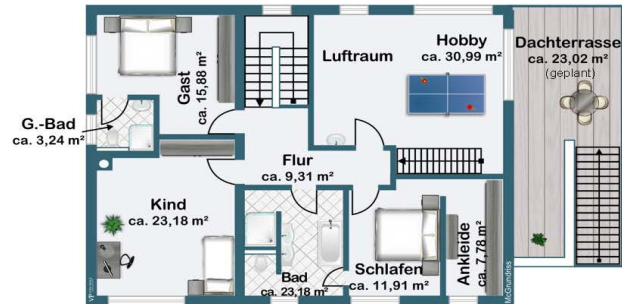 Gast
ca. 15,88 m²
Luftraum
Hobby
ca. 30,99 m²
Dachterrasse
ca. 23,02 m²
(geplant)
G.-Bad
ca. 3,24 m²
Flur
ca. 9,31 m²
Kind
ca. 23,18 m²
Bad
ca. 23,18 m²
Schlafen
ca. 11,91 m²
Ankleide
ca. 7,78 m²
McGrundriss